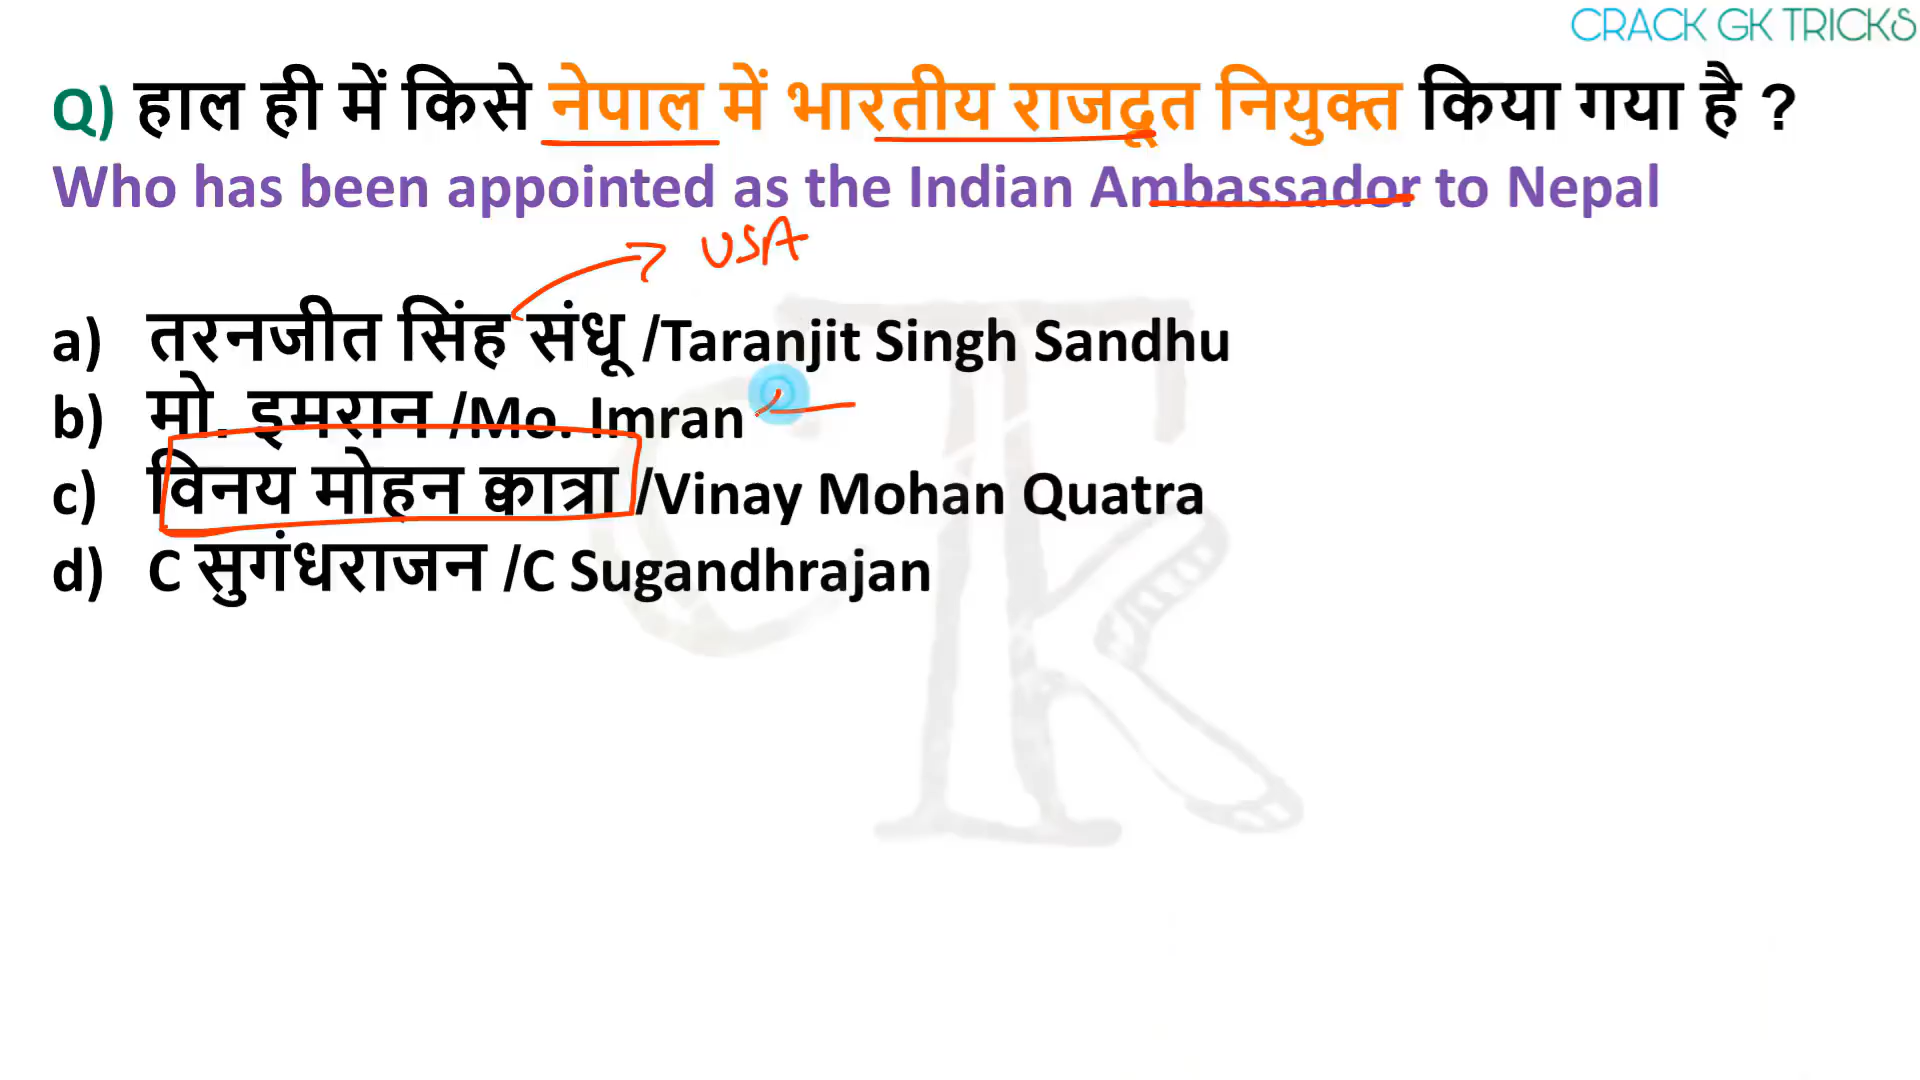 CRACK GK TRICKS
Q) हाल ही में किसे नेपाल में भारतीय राजदूत नियुक्त किया गया है ?
Who has been appointed as the Indian Ambassador to Nepal
USA
a) तरनजीत सिंह संधू /Taranjit Singh Sandhu
b) मो. इमरान /Mo. Imran
c) विनय मोहन क्वात्रा /Vinay Mohan Quatra
d) C सुगंधराजन /C Sugandhrajan